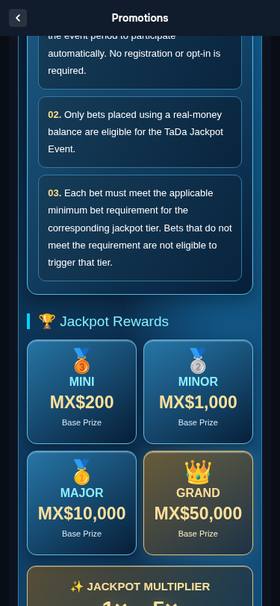 Promotions
the event period to participate
automatically. No registration or opt-in is
required.
02. Only bets placed using a real-money
balance are eligible for the TaDa Jackpot
Event.
03. Each bet must meet the applicable
minimum bet requirement for the
corresponding jackpot tier. Bets that do not
meet the requirement are not eligible to
trigger that tier.
🏆 Jackpot Rewards
MINI
MX$200
Base Prize
MINOR
MX$1,000
Base Prize
MAJOR
MX$10,000
Base Prize
GRAND
MX$50,000
Base Prize
✨ JACKPOT MULTIPLIER